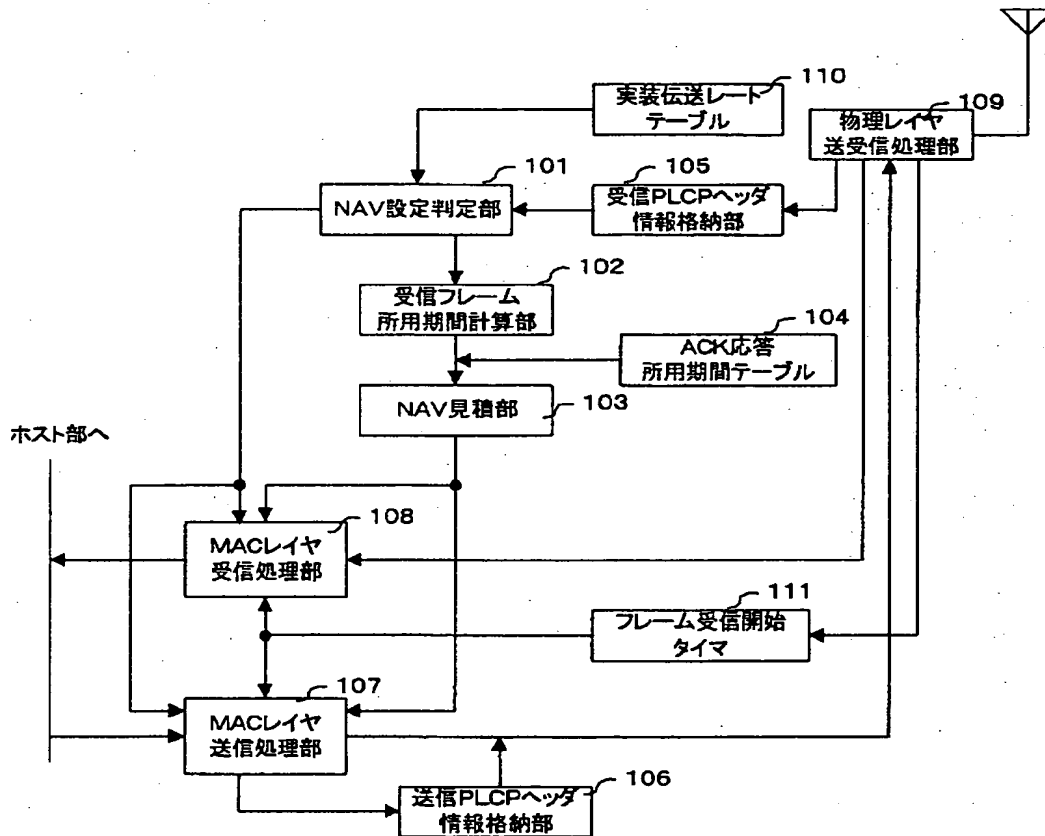 110
実装伝送レート
テーブル
109
物理レイヤ
送受信処理部
101
NAV設定判定部
105
受信PLCPヘッダ
情報格納部
102
受信フレーム
所用期間計算部
104
ACK応答
所用期間テーブル
NAV見積部
103
ホスト部へ
108
MACレイヤ
受信処理部
111
フレーム受信開始
タイマ
107
MACレイヤ
送信処理部
106
送信PLCPヘッダ
情報格納部